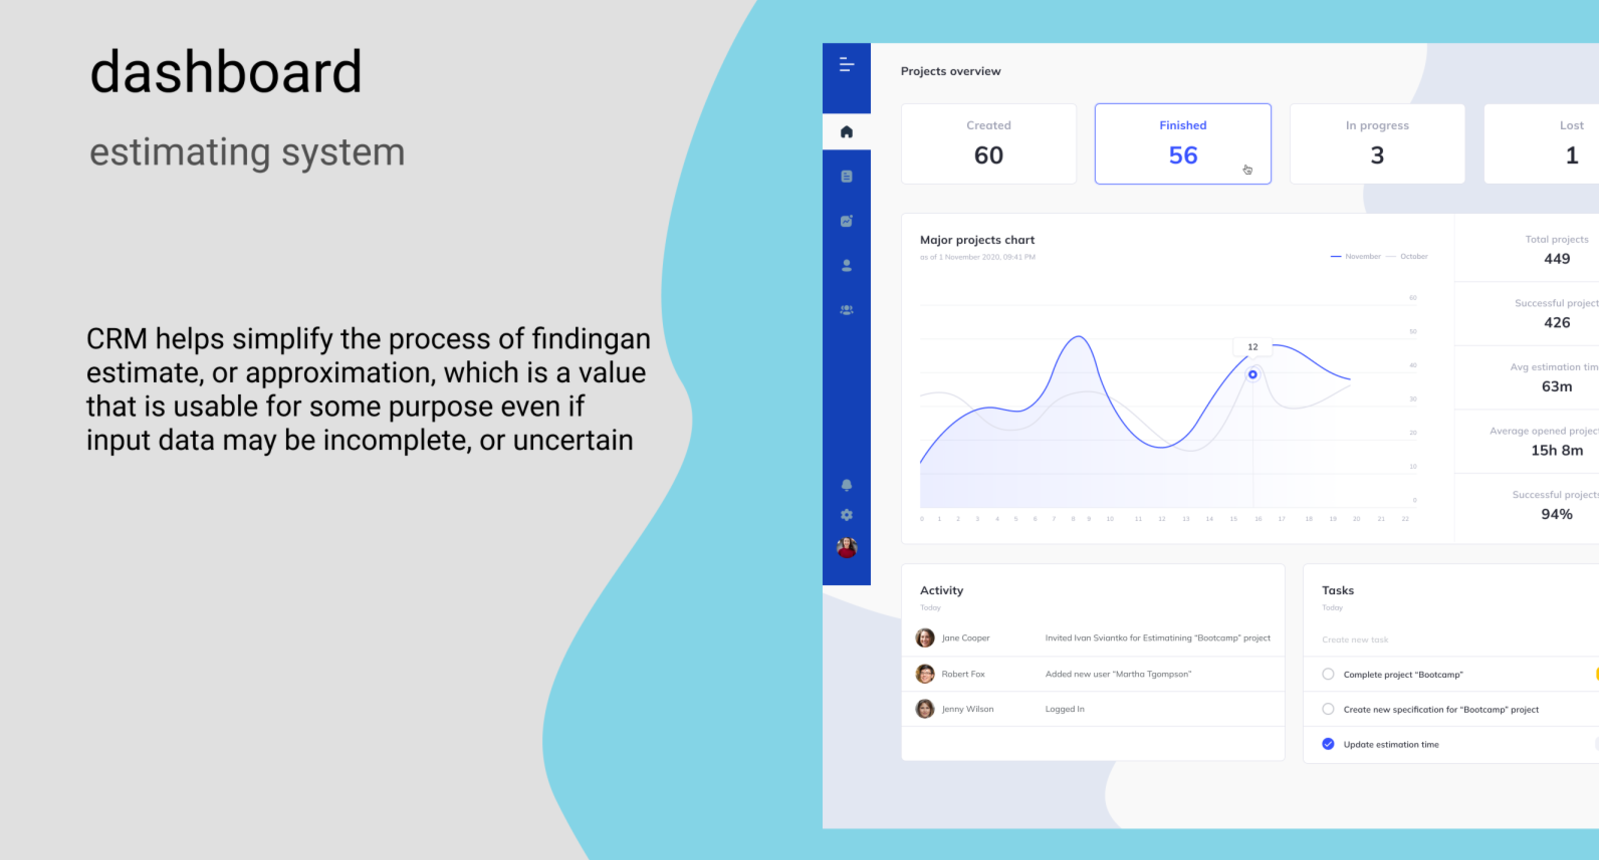 dashboard
estimating system
CRM helps simplify the process of findingan
estimate, or approximation, which is a value
that is usable for some purpose even if
input data may be incomplete, or uncertain
Projects overview
Created
60
Finished
56
In progress
3
Lost
1
Major projects chart
as of 1 November 2020, 09:41 PM
November
October
60
50
40
30
20
10
0
12
0 1 2 3 4 5 6 7 8 9 10 11 12 13 14 15 16 17 18 19 20 21 22
Total projects
449
Successful project
426
Avg estimation tim
63m
Average opened projec
15h 8m
Successful projects
94%
Activity
Today
Jane Cooper Invited Ivan Sviantko for Estimatining “Bootcamp” project
Robert Fox Added new user “Martha Tgompson”
Jenny Wilson Logged In
Tasks
Today
Create new task
Complete project “Bootcamp”
Create new specification for “Bootcamp” project
Update estimation time